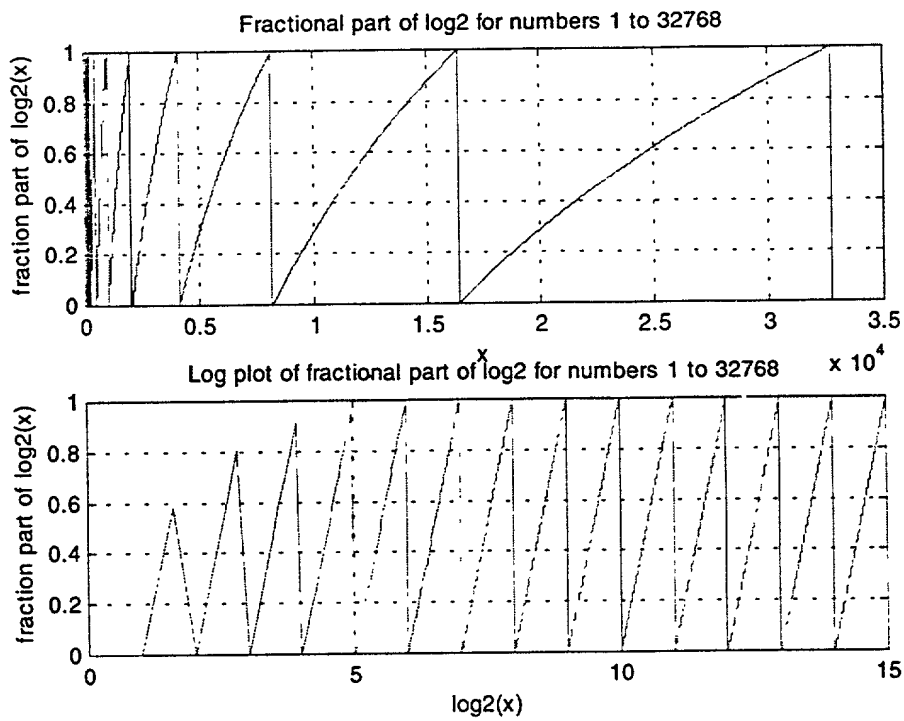 Fractional part of log2 for numbers 1 to 32768
fraction part of log2(x)
1
0.8
0.6
0.4
0.2
0
0 0.5 1 1.5 2 2.5 3 3.5
x
x 10^4
Log plot of fractional part of log2 for numbers 1 to 32768
fraction part of log2(x)
1
0.8
0.6
0.4
0.2
0
0 5 10 15
log2(x)